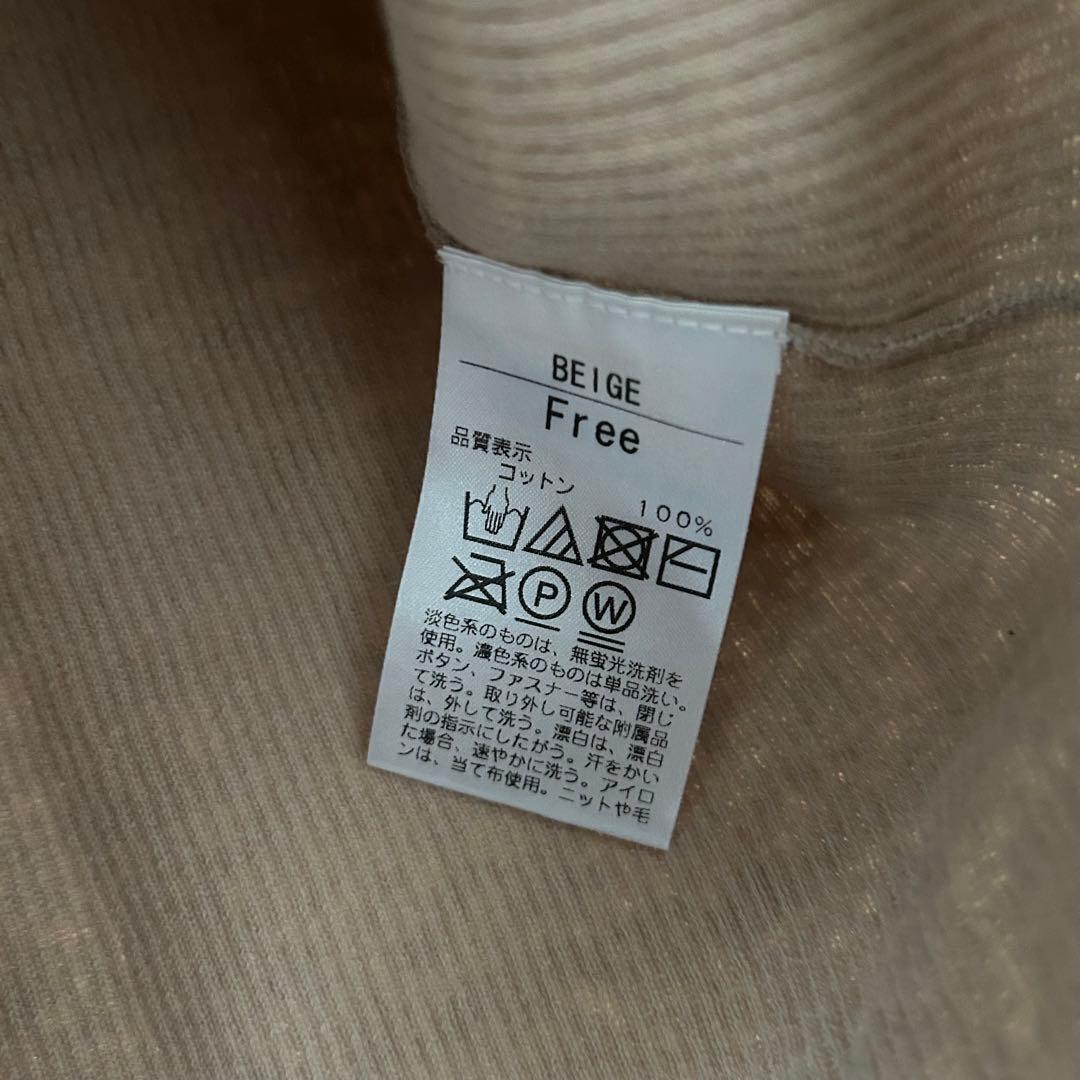 BEIGE
Free
品質表示
コットン
100%
P W
淡色系のものは、無蛍光洗剤を
使用。濃色系のものは単品洗い。
ボタン、ファスナー等は、閉じ
て洗う。取り外し可能な附属品
は、外して洗う。漂白は、漂白
剤の指示にしたがう。汗をかい
た場合、速やかに洗う。アイロ
ンは、当て布使用。ニットや毛